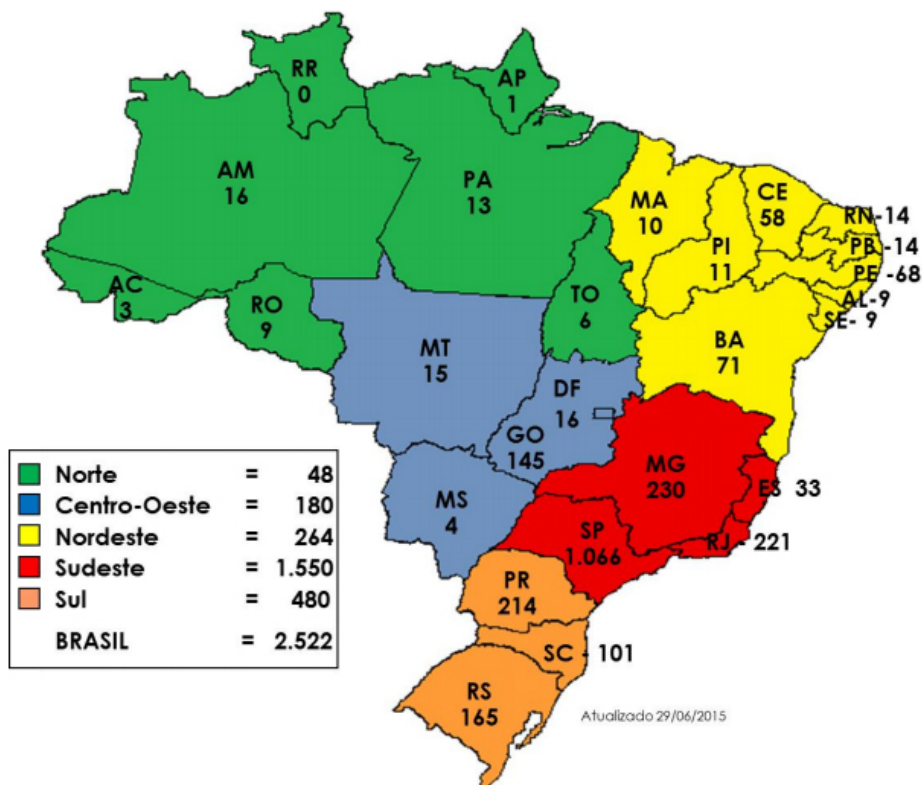 RR
0
AP
1
AM
16
PA
13
MA
10
CE
58
RN-14
PI
11
PB -14
PE -68
AL-9
SE- 9
AC
3
RO
9
TO
6
MT
15
BA
71
DF
16
GO
145
MG
230
ES 33
MS
4
SP
1.066
RJ - 221
PR
214
SC - 101
RS
165
Norte = 48
Centro-Oeste = 180
Nordeste = 264
Sudeste = 1.550
Sul = 480
BRASIL = 2.522
Atualizado 29/06/2015